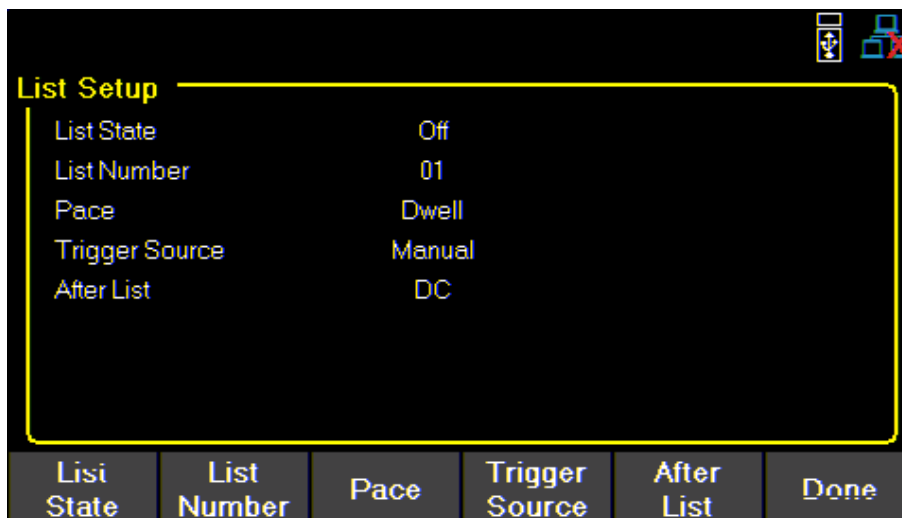 List Setup
List State Off
List Number 01
Pace Dwell
Trigger Source Manual
After List DC
List State
List Number
Pace
Trigger Source
After List
Done